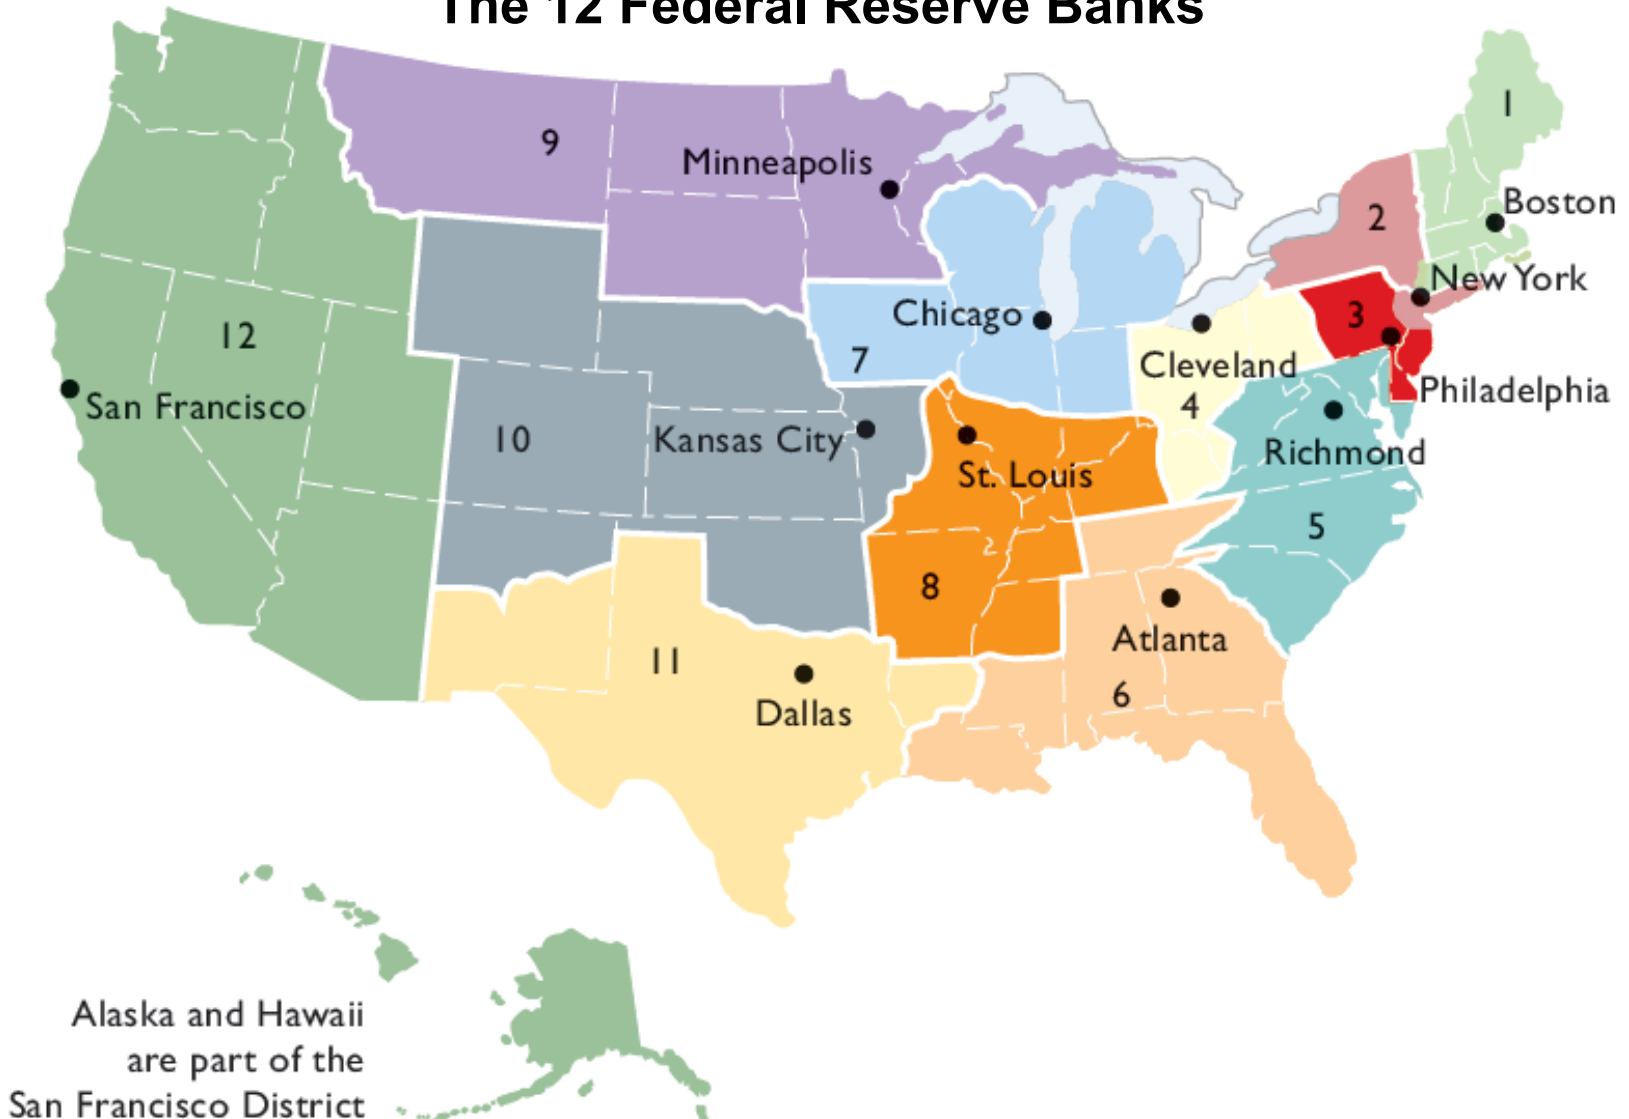 The 12 Federal Reserve Banks
1
9
Minneapolis
Boston
2
New York
Chicago
3
12
7
Cleveland
Philadelphia
4
San Francisco
10
Kansas City
Richmond
St. Louis
5
8
Atlanta
11
6
Dallas
Alaska and Hawaii
are part of the
San Francisco District